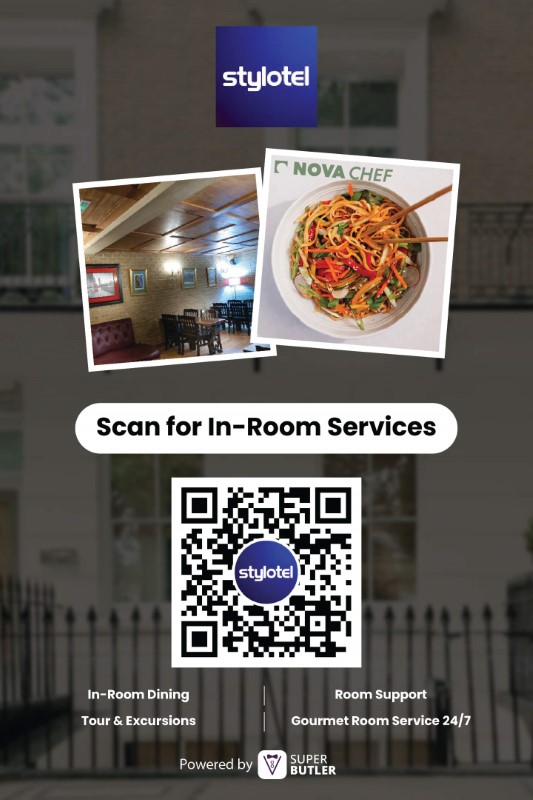 stylotel
NOVA CHEF
Scan for In-Room Services
stylotel
In-Room Dining
Room Support
Tour & Excursions
Gourmet Room Service 24/7
Powered by SUPER BUTLER